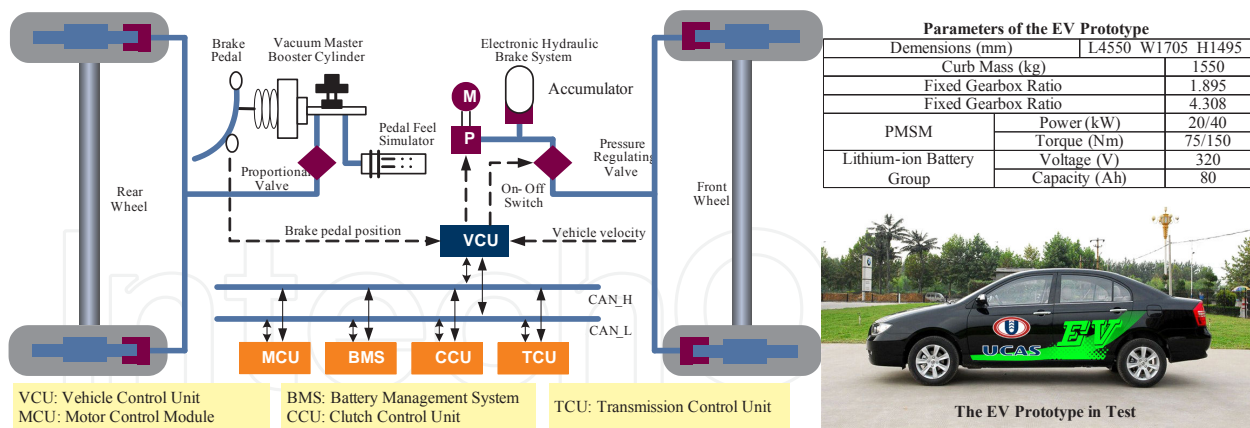 Brake
Pedal
Vacuum Master
Booster Cylinder
Electronic Hydraulic
Brake System
Accumulator
M
P
Pedal Feel
Simulator
Pressure
Regulating
Valve
Proportional
Valve
On- Off
Switch
Rear
Wheel
Front
Wheel
Brake pedal position
VCU
Vehicle velocity
CAN_H
CAN_L
MCU
BMS
CCU
TCU
VCU: Vehicle Control Unit
MCU: Motor Control Module
BMS: Battery Management System
CCU: Clutch Control Unit
TCU: Transmission Control Unit
Parameters of the EV Prototype
Demensions (mm) L4550 W1705 H1495
Curb Mass (kg) 1550
Fixed Gearbox Ratio 1.895
Fixed Gearbox Ratio 4.308
PMSM Power (kW) 20/40
Torque (Nm) 75/150
Lithium-ion Battery Group Voltage (V) 320
Capacity (Ah) 80
UCAS
EV
The EV Prototype in Test
InTechO